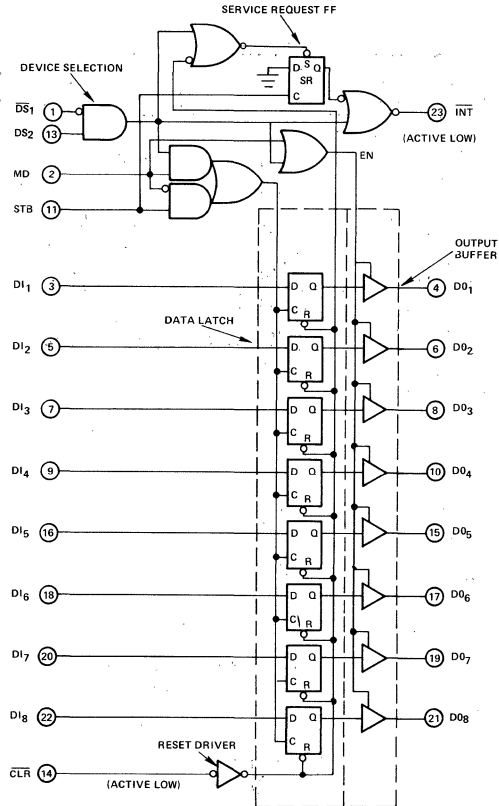 SERVICE REQUEST FF
DEVICE SELECTION
S
D Q
SR
C
DS1 1
DS2 13
23 INT
(ACTIVE LOW)
MD 2
EN
STB 11
OUTPUT
BUFFER
DATA LATCH
DI1 3 D Q C R 4 DO1
DI2 5 D Q C R 6 DO2
DI3 7 D Q C R 8 DO3
DI4 9 D Q C R 10 DO4
DI5 16 D Q C R 15 DO5
DI6 18 D Q C R 17 DO6
DI7 20 D Q C R 19 DO7
DI8 22 D Q C R 21 DO8
RESET DRIVER
CLR 14
(ACTIVE LOW)